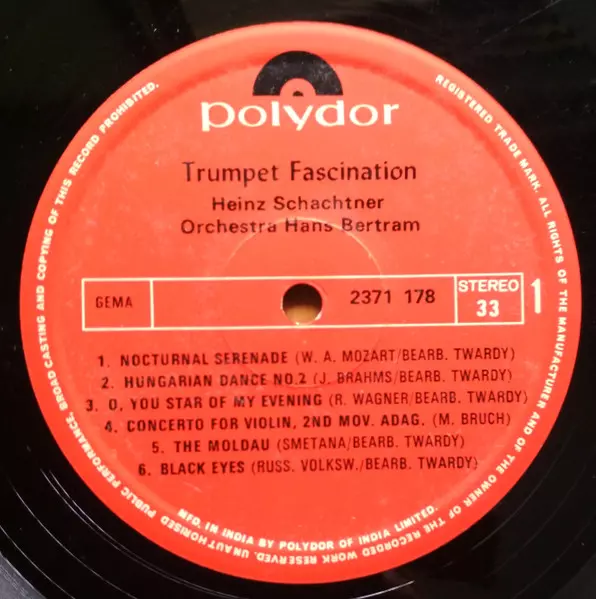 polydor
Trumpet Fascination
Heinz Schachtner
Orchestra Hans Bertram
GEMA
2371 178
STEREO
33
1
1. NOCTURNAL SERENADE (W. A. MOZART/BEARB. TWARDY)
2. HUNGARIAN DANCE NO.2 (J. BRAHMS/BEARB. TWARDY)
3. O, YOU STAR OF MY EVENING (R. WAGNER/BEARB. TWARDY)
4. CONCERTO FOR VIOLIN, 2ND MOV. ADAG. (M. BRUCH)
5. THE MOLDAU (SMETANA/BEARB. TWARDY)
6. BLACK EYES (RUSS. VOLKSW./BEARB. TWARDY)
MFD. IN INDIA BY POLYDOR OF INDIA LIMITED.
REGISTERED TRADE MARK. ALL RIGHTS OF THE MANUFACTURER AND OF THE OWNER OF THE RECORDED WORK RESERVED. UNAUTHORISED PUBLIC PERFORMANCE, BROADCASTING AND COPYING OF THIS RECORD PROHIBITED.